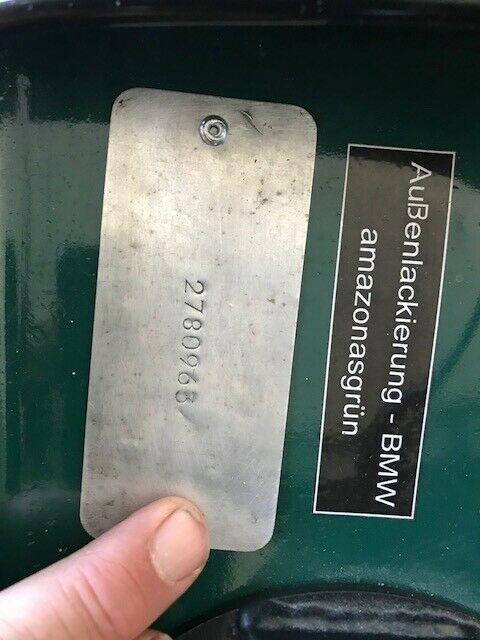 2780963
Außenlackierung - BMW
amazonasgrün